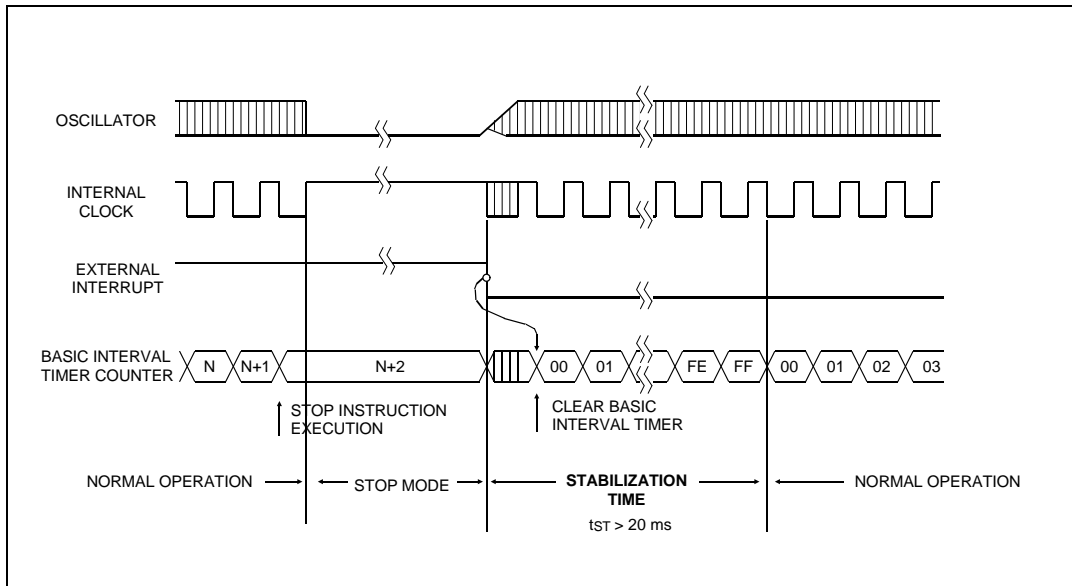 OSCILLATOR
INTERNAL
CLOCK
EXTERNAL
INTERRUPT
BASIC INTERVAL
TIMER COUNTER
N N+1 N+2 00 01 FE FF 00 01 02 03
STOP INSTRUCTION
EXECUTION
CLEAR BASIC
INTERVAL TIMER
NORMAL OPERATION STOP MODE STABILIZATION NORMAL OPERATION
TIME
tST > 20 ms